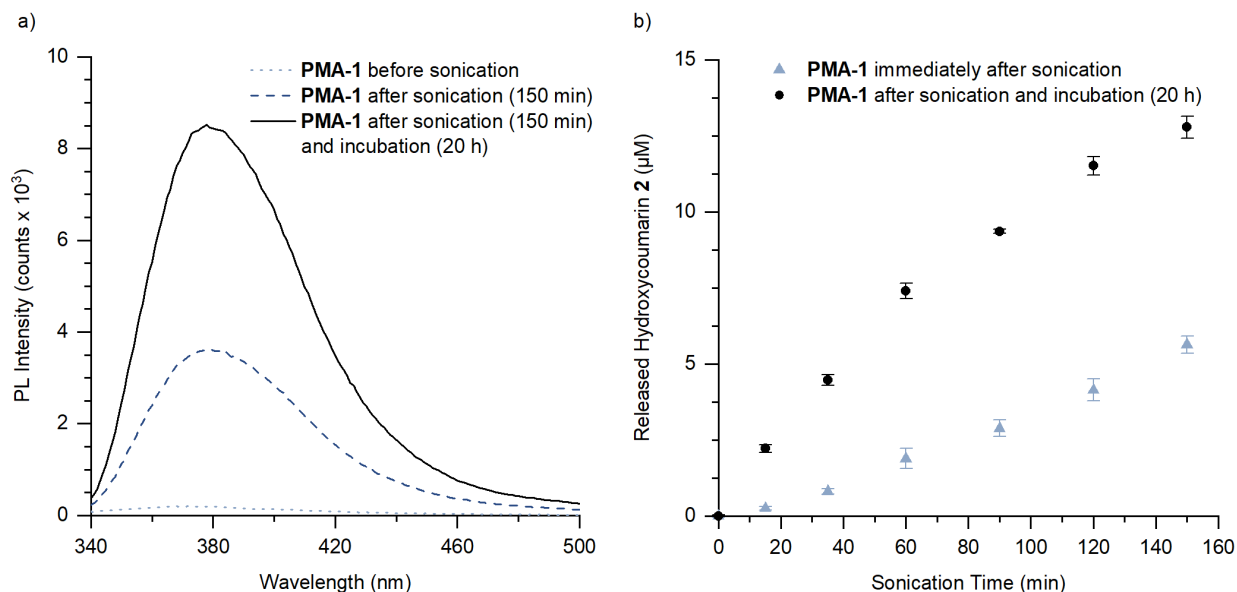 a)
10
8
6
4
2
0
340
380
420
460
500
PL Intensity (counts x 10³)
Wavelength (nm)
PMA-1 before sonication
PMA-1 after sonication (150 min)
PMA-1 after sonication (150 min)
and incubation (20 h)
b)
15
10
5
0
0
20
40
60
80
100
120
140
160
Released Hydroxycoumarin 2 (µM)
Sonication Time (min)
PMA-1 immediately after sonication
PMA-1 after sonication and incubation (20 h)